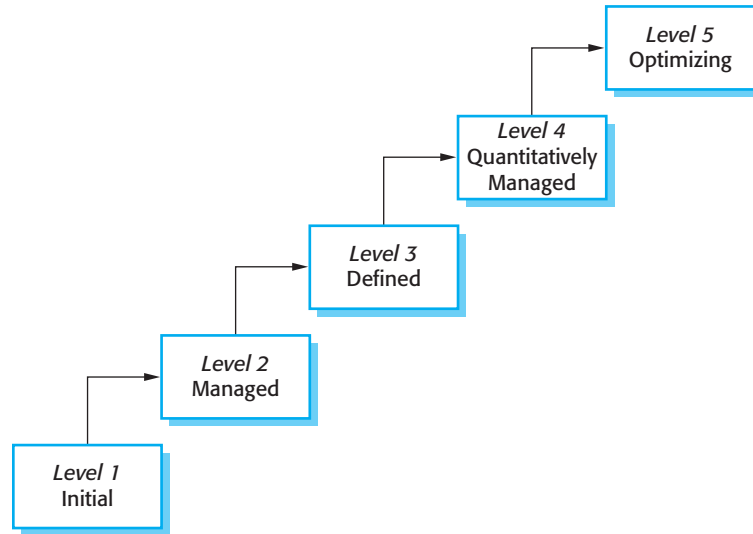 Level 5
Optimizing
Level 4
Quantitatively
Managed
Level 3
Defined
Level 2
Managed
Level 1
Initial